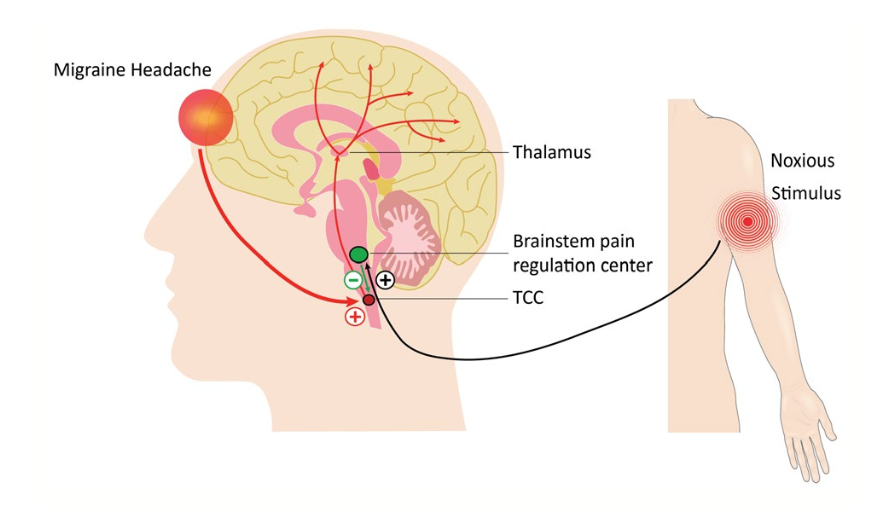 Migraine Headache
Thalamus
Noxious
Stimulus
Brainstem pain
regulation center
TCC
−
+
+